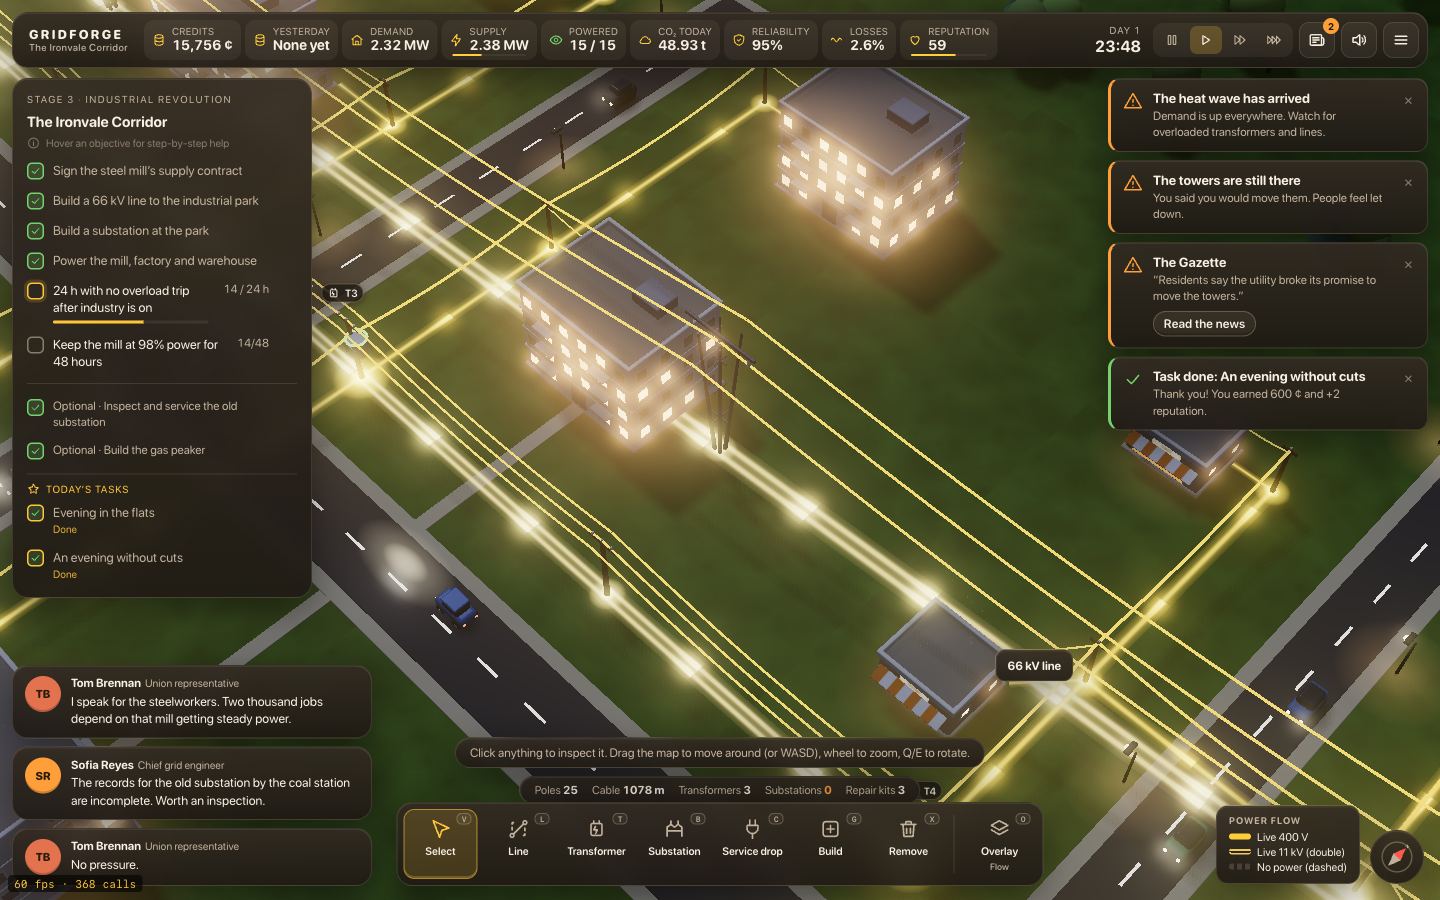 GRIDFORGE
The Ironvale Corridor
CREDITS
15,756 ¢
YESTERDAY
None yet
DEMAND
2.32 MW
SUPPLY
2.38 MW
POWERED
15 / 15
CO₂ TODAY
48.93 t
RELIABILITY
95%
LOSSES
2.6%
REPUTATION
59
DAY 1
23:48
2
STAGE 3 · INDUSTRIAL REVOLUTION
The Ironvale Corridor
Hover an objective for step-by-step help
Sign the steel mill's supply contract
Build a 66 kV line to the industrial park
Build a substation at the park
Power the mill, factory and warehouse
24 h with no overload trip 14 / 24 h
after industry is on
Keep the mill at 98% power for 14/48
48 hours
Optional · Inspect and service the old
substation
Optional · Build the gas peaker
TODAY'S TASKS
Evening in the flats
Done
An evening without cuts
Done
T3
The heat wave has arrived
Demand is up everywhere. Watch for
overloaded transformers and lines.
The towers are still there
You said you would move them. People feel let
down.
The Gazette
“Residents say the utility broke its promise to
move the towers.”
Read the news
Task done: An evening without cuts
Thank you! You earned 600 ¢ and +2
reputation.
66 kV line
TB
Tom Brennan Union representative
I speak for the steelworkers. Two thousand jobs
depend on that mill getting steady power.
SR
Sofia Reyes Chief grid engineer
The records for the old substation by the coal station
are incomplete. Worth an inspection.
TB
Tom Brennan Union representative
No pressure.
60 fps · 368 calls
Click anything to inspect it. Drag the map to move around (or WASD), wheel to zoom, Q/E to rotate.
Poles 25 Cable 1078 m Transformers 3 Substations 0 Repair kits 3
T4
V
Select
L
Line
T
Transformer
B
Substation
C
Service drop
G
Build
X
Remove
O
Overlay
Flow
POWER FLOW
Live 400 V
Live 11 kV (double)
No power (dashed)